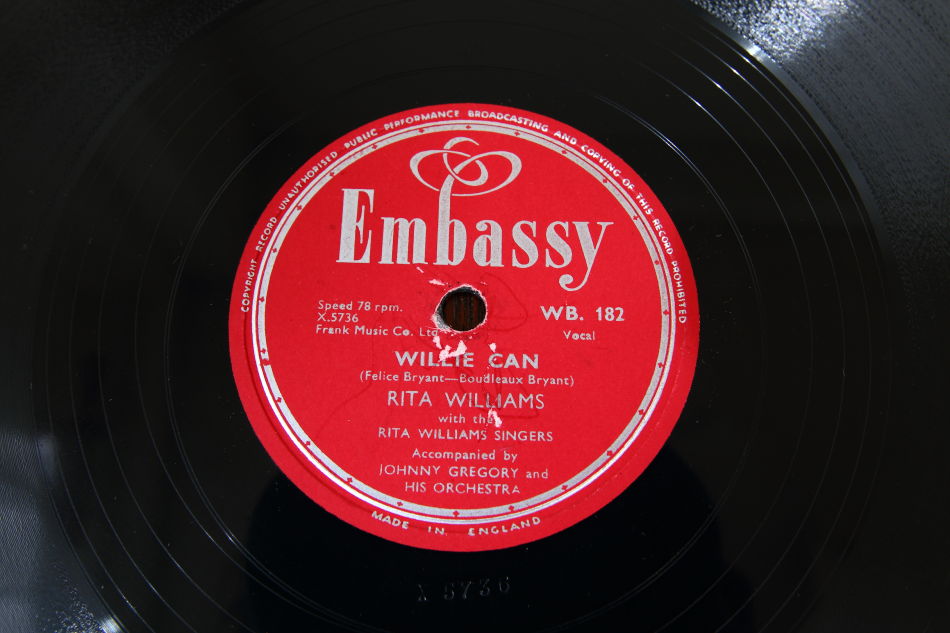 COPYRIGHT RECORD UNAUTHORISED PUBLIC PERFORMANCE BROADCASTING AND COPYING OF THIS RECORD PROHIBITED
Embassy
Speed 78 rpm.
X.5736
Frank Music Co. Ltd
WB. 182
Vocal
WILLIE CAN
(Felice Bryant—Boudleaux Bryant)
RITA WILLIAMS
with the
RITA WILLIAMS SINGERS
Accompanied by
JOHNNY GREGORY and
HIS ORCHESTRA
MADE IN ENGLAND
X 5736